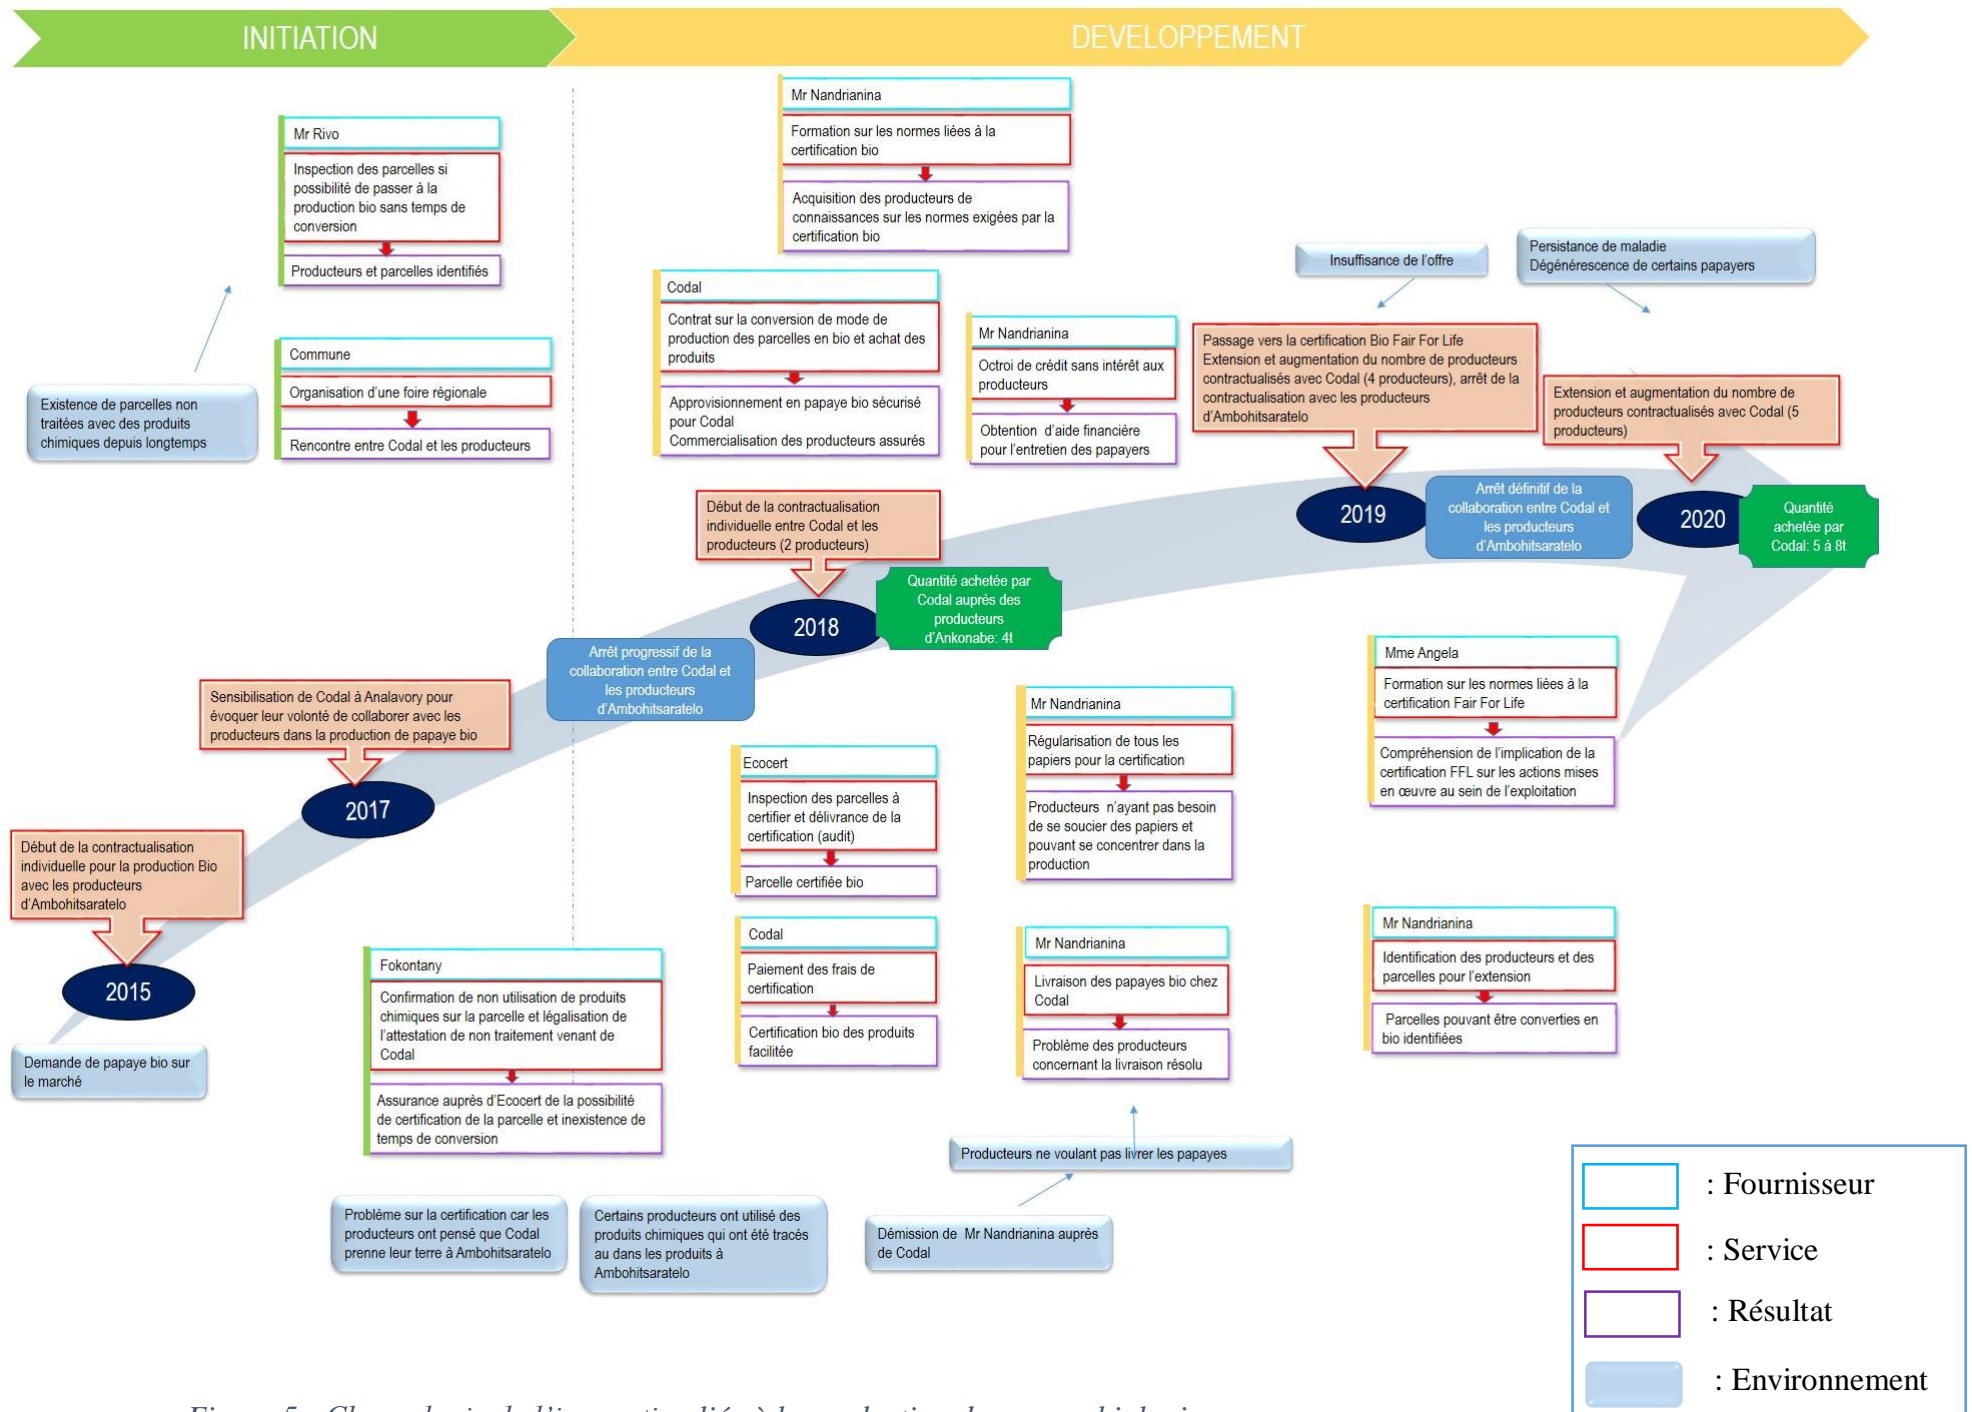 INITIATION
DEVELOPPEMENT
Mr Rivo
Inspection des parcelles si
possibilité de passer à la
production bio sans temps de
conversion
Producteurs et parcelles identifiés
Commune
Organisation d’une foire régionale
Rencontre entre Codal et les producteurs
Existence de parcelles non
traitées avec des produits
chimiques depuis longtemps
Mr Nandrianina
Formation sur les normes liées à la
certification bio
Acquisition des producteurs de
connaissances sur les normes exigées par la
certification bio
Codal
Contrat sur la conversion de mode de
production des parcelles en bio et achat des
produits
Approvisionnement en papaye bio sécurisé
pour Codal
Commercialisation des producteurs assurés
Mr Nandrianina
Octroi de crédit sans intérêt aux
producteurs
Obtention d’aide financière
pour l’entretien des papayers
Insuffisance de l’offre
Persistance de maladie
Dégénérescence de certains papayers
Passage vers la certification Bio Fair For Life
Extension et augmentation du nombre de producteurs
contractualisés avec Codal (4 producteurs), arrêt de la
contractualisation avec les producteurs
d’Ambohitsaratelo
Extension et augmentation du nombre de
producteurs contractualisés avec Codal (5
producteurs)
Début de la contractualisation
individuelle entre Codal et les
producteurs (2 producteurs)
2019
Arrêt définitif de la
collaboration entre Codal et
les producteurs
d’Ambohitsaratelo
2020
Quantité
achetée par
Codal: 5 à 8t
2018
Quantité achetée par
Codal auprès des
producteurs
d’Ankonabe: 4t
Arrêt progressif de la
collaboration entre Codal et
les producteurs
d’Ambohitsaratelo
Sensibilisation de Codal à Analavory pour
évoquer leur volonté de collaborer avec les
producteurs dans la production de papaye bio
2017
Début de la contractualisation
individuelle pour la production Bio
avec les producteurs
d’Ambohitsaratelo
2015
Demande de papaye bio sur
le marché
Fokontany
Confirmation de non utilisation de produits
chimiques sur la parcelle et légalisation de
l’attestation de non traitement venant de
Codal
Assurance auprès d’Ecocert de la possibilité
de certification de la parcelle et inexistence de
temps de conversion
Ecocert
Inspection des parcelles à
certifier et délivrance de la
certification (audit)
Parcelle certifiée bio
Codal
Paiement des frais de
certification
Certification bio des produits
facilitée
Mr Nandrianina
Régularisation de tous les
papiers pour la certification
Producteurs n’ayant pas besoin
de se soucier des papiers et
pouvant se concentrer dans la
production
Mr Nandrianina
Livraison des papayes bio chez
Codal
Problème des producteurs
concernant la livraison résolu
Mme Angela
Formation sur les normes liées à la
certification Fair For Life
Compréhension de l’implication de la
certification FFL sur les actions mises
en œuvre au sein de l’exploitation
Mr Nandrianina
Identification des producteurs et des
parcelles pour l’extension
Parcelles pouvant être converties en
bio identifiées
Producteurs ne voulant pas livrer les papayes
Démission de Mr Nandrianina auprès
de Codal
Problème sur la certification car les
producteurs ont pensé que Codal
prenne leur terre à Ambohitsaratelo
Certains producteurs ont utilisé des
produits chimiques qui ont été tracés
au dans les produits à
Ambohitsaratelo
: Fournisseur
: Service
: Résultat
: Environnement